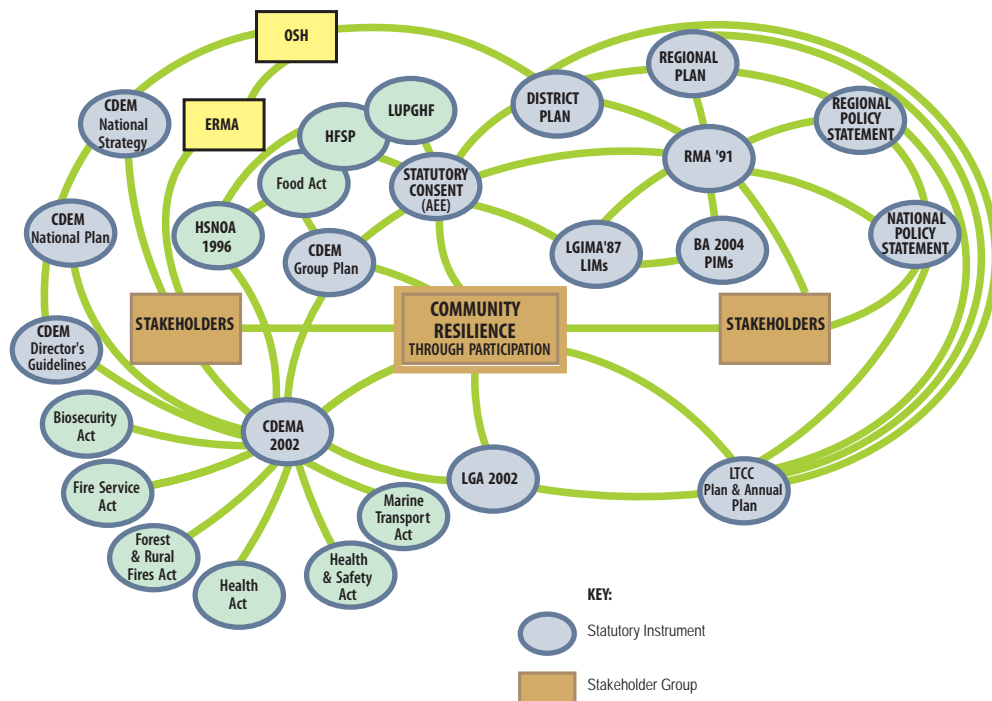 OSH
ERMA
CDEM
National
Strategy
LUPGHF
HFSP
Food Act
HSNOA
1996
STATUTORY
CONSENT
(AEE)
DISTRICT
PLAN
REGIONAL
PLAN
REGIONAL
POLICY
STATEMENT
RMA '91
NATIONAL
POLICY
STATEMENT
CDEM
National Plan
CDEM
Group Plan
LGIMA'87
LIMs
BA 2004
PIMs
STAKEHOLDERS
COMMUNITY
RESILIENCE
THROUGH PARTICIPATION
STAKEHOLDERS
CDEM
Director's
Guidelines
Biosecurity
Act
CDEMA
2002
Fire Service
Act
LGA 2002
LTCC
Plan & Annual
Plan
Marine
Transport
Act
Forest
& Rural
Fires Act
Health
Act
Health
& Safety
Act
KEY:
Statutory Instrument
Stakeholder Group